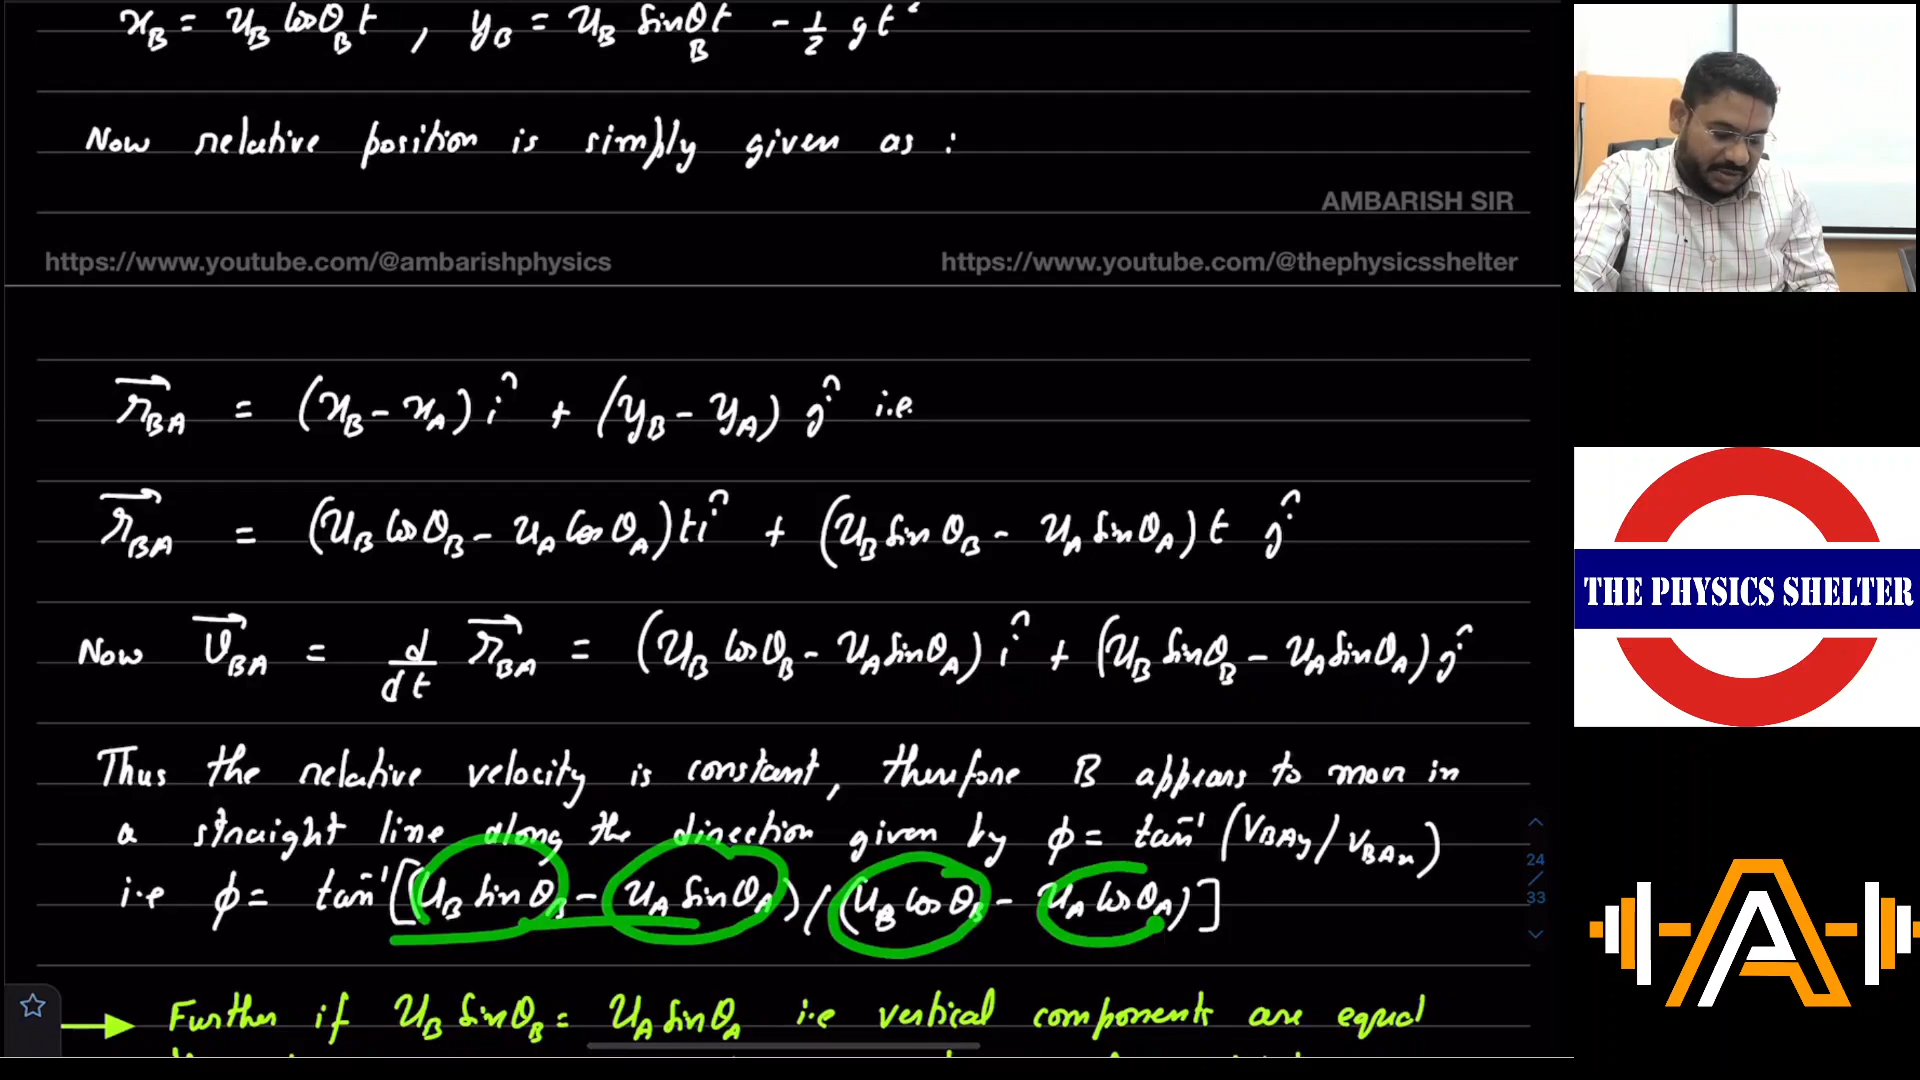 x_B = u_B cosθ_B t , y_B = u_B sinθ_B t - 1/2 gt²
Now relative position is simply given as :
AMBARISH SIR
https://www.youtube.com/@ambarishphysics https://www.youtube.com/@thephysicsshelter
r⃗_BA = (x_B - x_A) î + (y_B - y_A) ĵ i.e.
r⃗_BA = (u_B cosθ_B - u_A cosθ_A)t î + (u_B sinθ_B - u_A sinθ_A) t ĵ
Now v⃗_BA = d/dt r⃗_BA = (u_B cosθ_B - u_A sinθ_A) î + (u_B sinθ_B - u_A sinθ_A) ĵ
Thus the relative velocity is constant, therefore B appears to move in
a straight line along the direction given by ϕ = tan⁻¹ (v_BAy / v_BAx)
i.e ϕ = tan⁻¹ [(u_B sinθ_B - u_A sinθ_A) / (u_B cosθ_B - u_A cosθ_A)]
Further if u_B sinθ_B = u_A sinθ_A i.e vertical components are equal
24
/
33
THE PHYSICS SHELTER